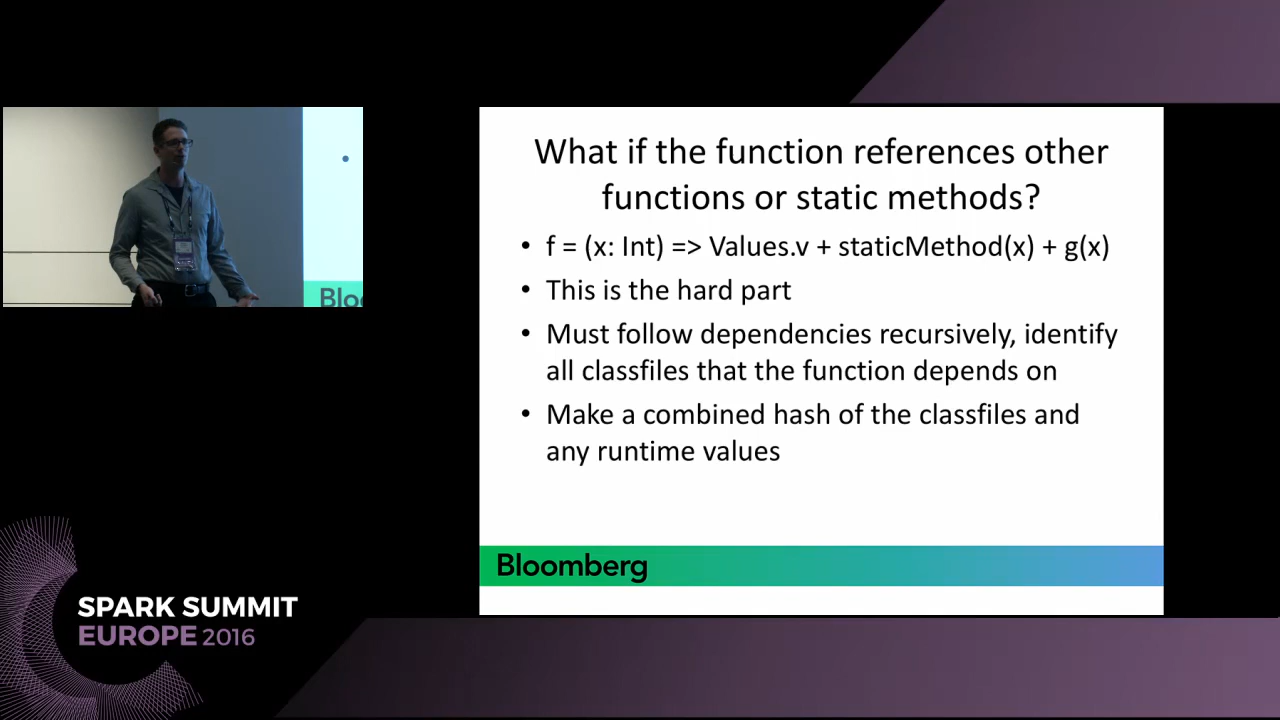 What if the function references other
functions or static methods?
• f = (x: Int) => Values.v + staticMethod(x) + g(x)
• This is the hard part
• Must follow dependencies recursively, identify
all classfiles that the function depends on
• Make a combined hash of the classfiles and
any runtime values
Bloomberg
Bloo
SPARK SUMMIT
EUROPE 2016